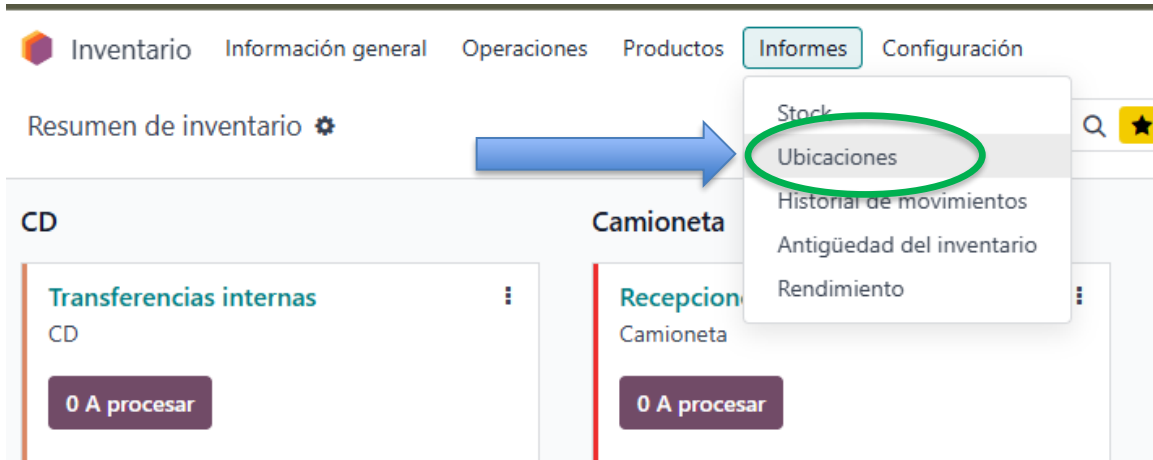 Inventario Información general Operaciones Productos Informes Configuración
Resumen de inventario
Stock
Ubicaciones
Historial de movimientos
Antigüedad del inventario
Rendimiento
CD
Transferencias internas
CD
0 A procesar
Camioneta
Recepcion
Camioneta
0 A procesar